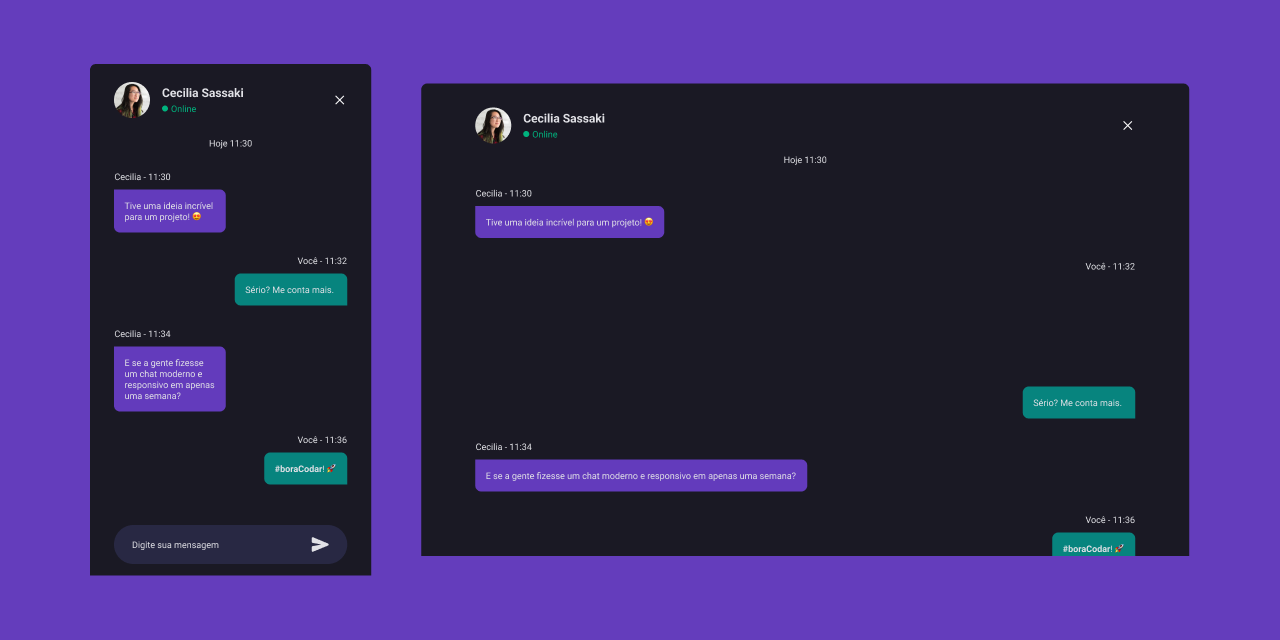 Cecilia Sassaki
Online
Hoje 11:30
Cecilia - 11:30
Tive uma ideia incrível
para um projeto! 😍
Você - 11:32
Sério? Me conta mais.
Cecilia - 11:34
E se a gente fizesse
um chat moderno e
responsivo em apenas
uma semana?
Você - 11:36
#boraCodar! 🚀
Digite sua mensagem
Cecilia Sassaki
Online
Hoje 11:30
Cecilia - 11:30
Tive uma ideia incrível para um projeto! 😍
Você - 11:32
Sério? Me conta mais.
Cecilia - 11:34
E se a gente fizesse um chat moderno e responsivo em apenas uma semana?
Você - 11:36
#boraCodar! 🚀